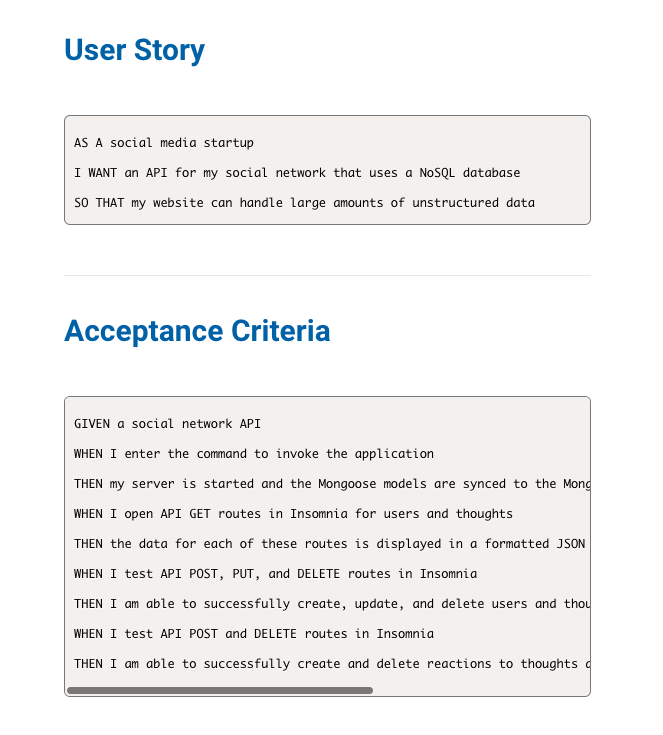 User Story
AS A social media startup
I WANT an API for my social network that uses a NoSQL database
SO THAT my website can handle large amounts of unstructured data
Acceptance Criteria
GIVEN a social network API
WHEN I enter the command to invoke the application
THEN my server is started and the Mongoose models are synced to the Mong
WHEN I open API GET routes in Insomnia for users and thoughts
THEN the data for each of these routes is displayed in a formatted JSON
WHEN I test API POST, PUT, and DELETE routes in Insomnia
THEN I am able to successfully create, update, and delete users and thou
WHEN I test API POST and DELETE routes in Insomnia
THEN I am able to successfully create and delete reactions to thoughts